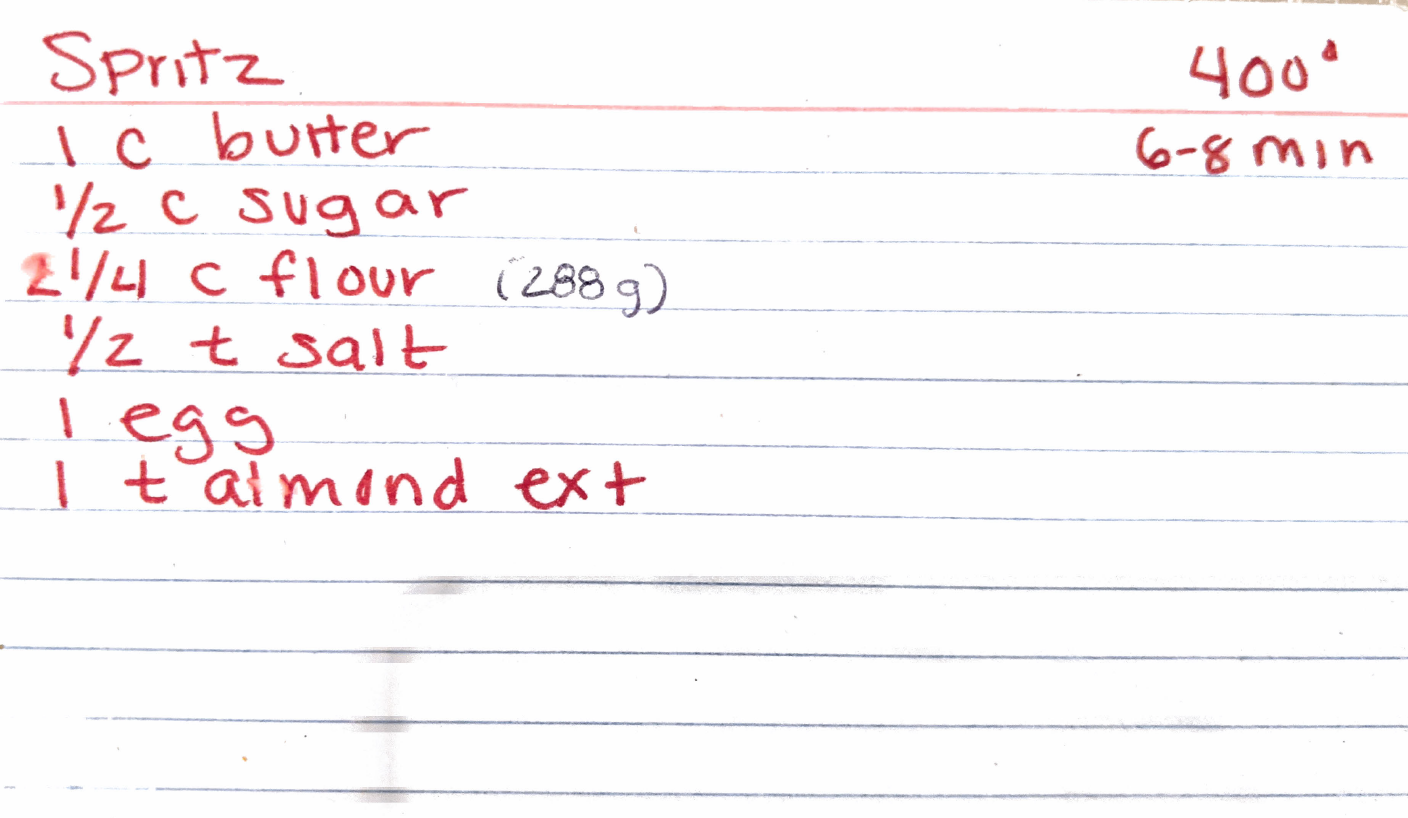 Spritz 400°
1 c butter 6-8 min
1/2 c sugar
2 1/4 c flour (288g)
1/2 t salt
1 egg
1 t almond ext